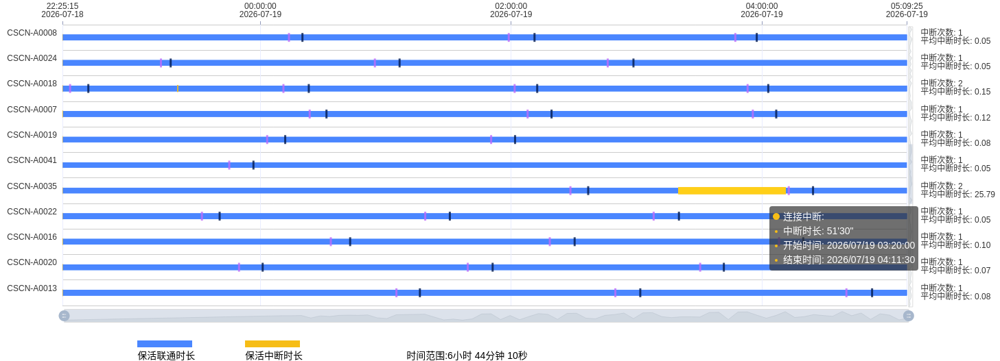 22:25:15
2026-07-18
00:00:00
2026-07-19
02:00:00
2026-07-19
04:00:00
2026-07-19
05:09:25
2026-07-19
CSCN-A0008
中断次数: 1
平均中断时长: 0.05
CSCN-A0024
中断次数: 1
平均中断时长: 0.05
CSCN-A0018
中断次数: 2
平均中断时长: 0.15
CSCN-A0007
中断次数: 1
平均中断时长: 0.12
CSCN-A0019
中断次数: 1
平均中断时长: 0.08
CSCN-A0041
中断次数: 1
平均中断时长: 0.05
CSCN-A0035
中断次数: 2
平均中断时长: 25.79
CSCN-A0022
中断次数: 1
平均中断时长: 0.05
CSCN-A0016
中断次数: 1
平均中断时长: 0.10
CSCN-A0020
中断次数: 1
平均中断时长: 0.07
CSCN-A0013
中断次数: 1
平均中断时长: 0.08
连接中断:
中断时长: 51'30"
开始时间: 2026/07/19 03:20:00
结束时间: 2026/07/19 04:11:30
保活联通时长
保活中断时长
时间范围:6小时 44分钟 10秒